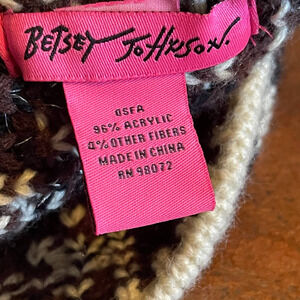 BETSEY JOHNSON.
OSFA
96% ACRYLIC
4% OTHER FIBERS
MADE IN CHINA
RN 98072